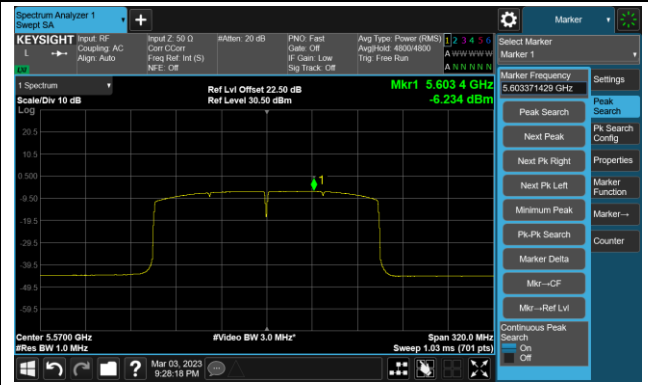 Spectrum Analyzer 1
Swept SA
Marker
KEYSIGHT
L
Input: RF
Coupling: AC
Align: Auto
Input Z: 50 Ω
Corr CCorr
Freq Ref: Int (S)
NFE: Off
#Atten: 20 dB
PNO: Fast
Gate: Off
IF Gain: Low
Sig Track: Off
Avg Type: Power (RMS)
Avg|Hold: 4800/4800
Trig: Free Run
1 2 3 4 5 6
A W W W W W
A N N N N N
Select Marker
Marker 1
1 Spectrum
Scale/Div 10 dB
Log
Ref Lvl Offset 22.50 dB
Ref Level 30.50 dBm
Mkr1 5.603 4 GHz
-6.234 dBm
20.5
10.5
0.500
-9.50
-19.5
-29.5
-39.5
-49.5
-59.5
1
Center 5.5700 GHz
#Res BW 1.0 MHz
#Video BW 3.0 MHz*
Span 320.0 MHz
Sweep 1.03 ms (701 pts)
Marker Frequency
5.603371429 GHz
Peak Search
Next Peak
Next Pk Right
Next Pk Left
Minimum Peak
Pk-Pk Search
Marker Delta
Mkr→CF
Mkr→Ref Lvl
Continuous Peak
Search
On
Off
Settings
Peak
Search
Pk Search
Config
Properties
Marker
Function
Marker→
Counter
?
Mar 03, 2023
9:28:18 PM